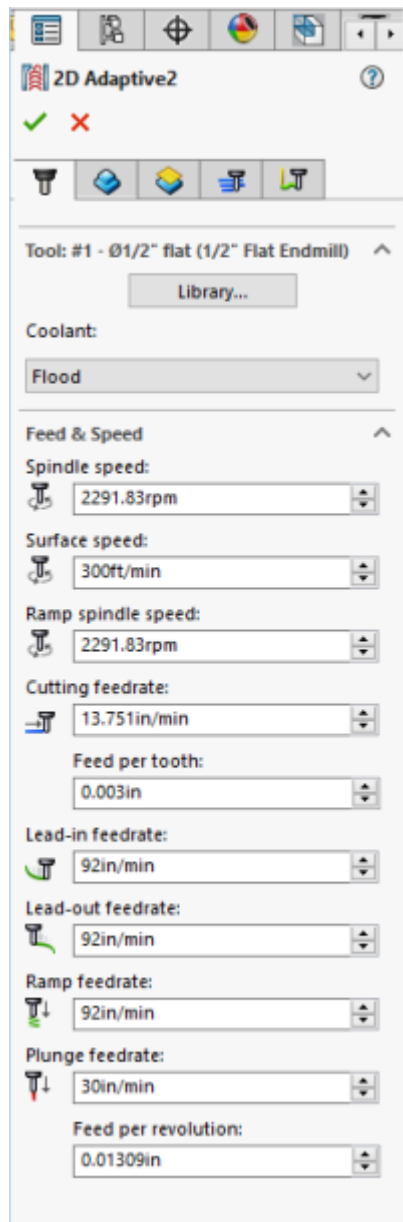 2D Adaptive2
Tool: #1 - Ø1/2" flat (1/2" Flat Endmill)
Library...
Coolant:
Flood
Feed & Speed
Spindle speed:
2291.83rpm
Surface speed:
300ft/min
Ramp spindle speed:
2291.83rpm
Cutting feedrate:
13.751in/min
Feed per tooth:
0.003in
Lead-in feedrate:
92in/min
Lead-out feedrate:
92in/min
Ramp feedrate:
92in/min
Plunge feedrate:
30in/min
Feed per revolution:
0.01309in